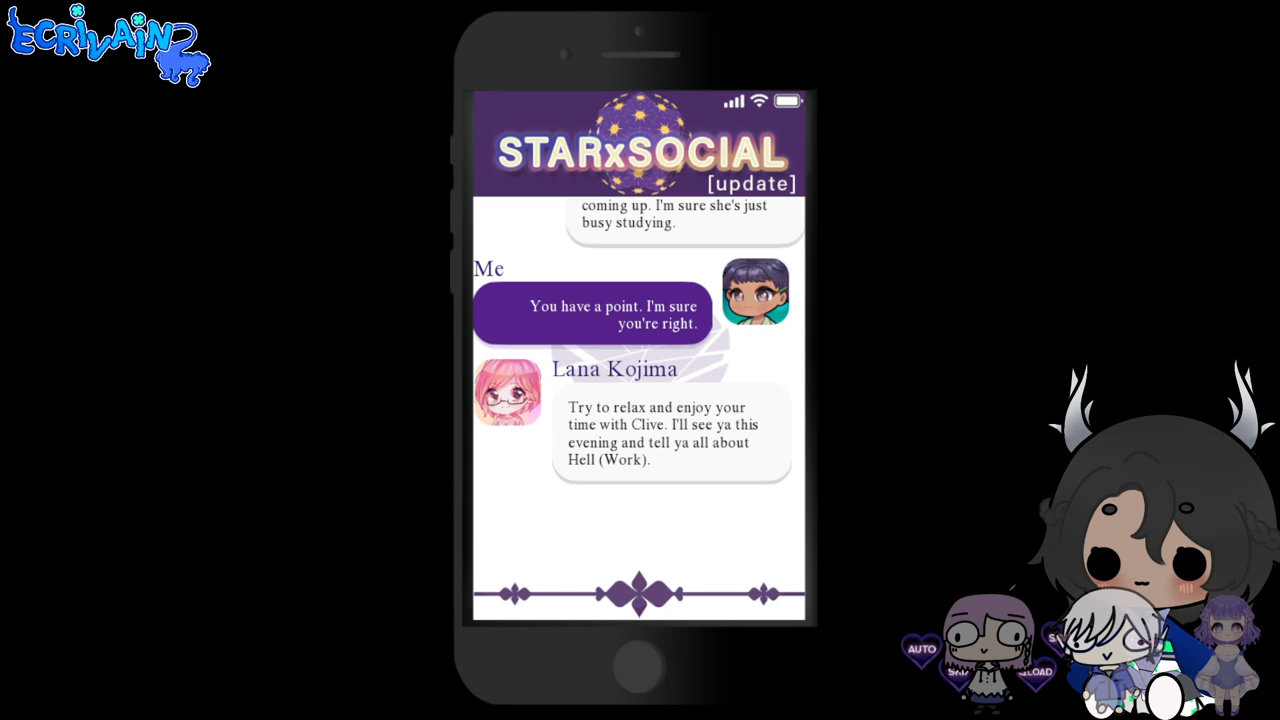 ECRiVAiN
STARxSOCIAL
[update]
coming up. I'm sure she's just
busy studying.
Me
You have a point. I'm sure
you're right.
Lana Kojima
Try to relax and enjoy your
time with Clive. I'll see ya this
evening and tell ya all about
Hell (Work).
AUTO